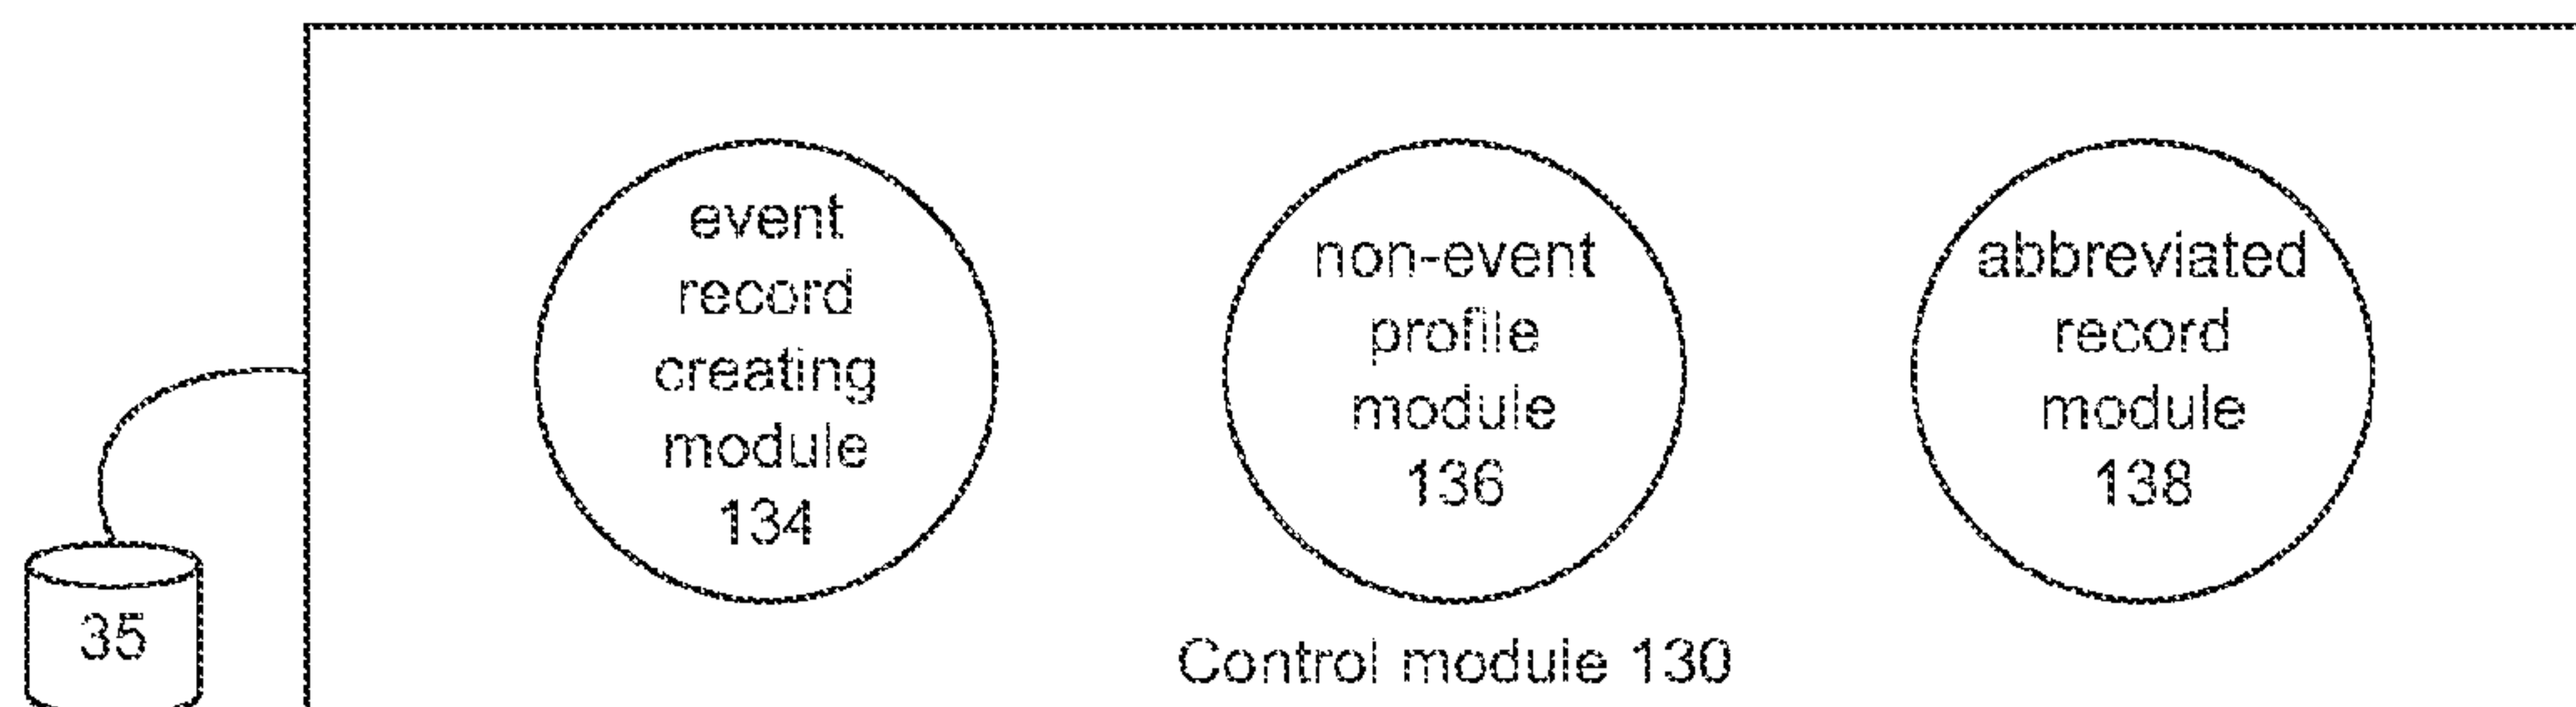 event
record
creating
module
134
non-event
profile
module
136
abbreviated
record
module
138
35
Control module 130